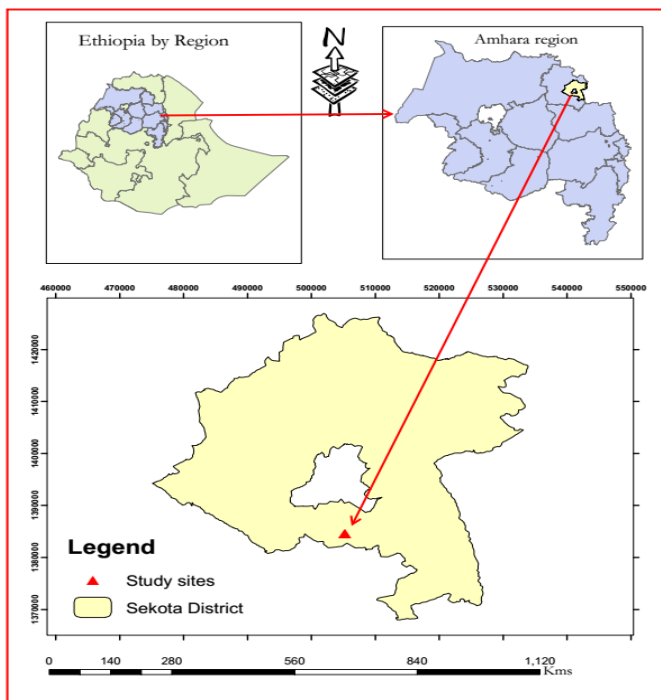 Ethiopia by Region
N
Amhara region
460000 470000 480000 490000 500000 510000 520000 530000 540000 550000
1420000
1410000
1400000
1390000
1380000
1370000
Legend
Study sites
Sekota District
0 140 280 560 840 1,120
Kms